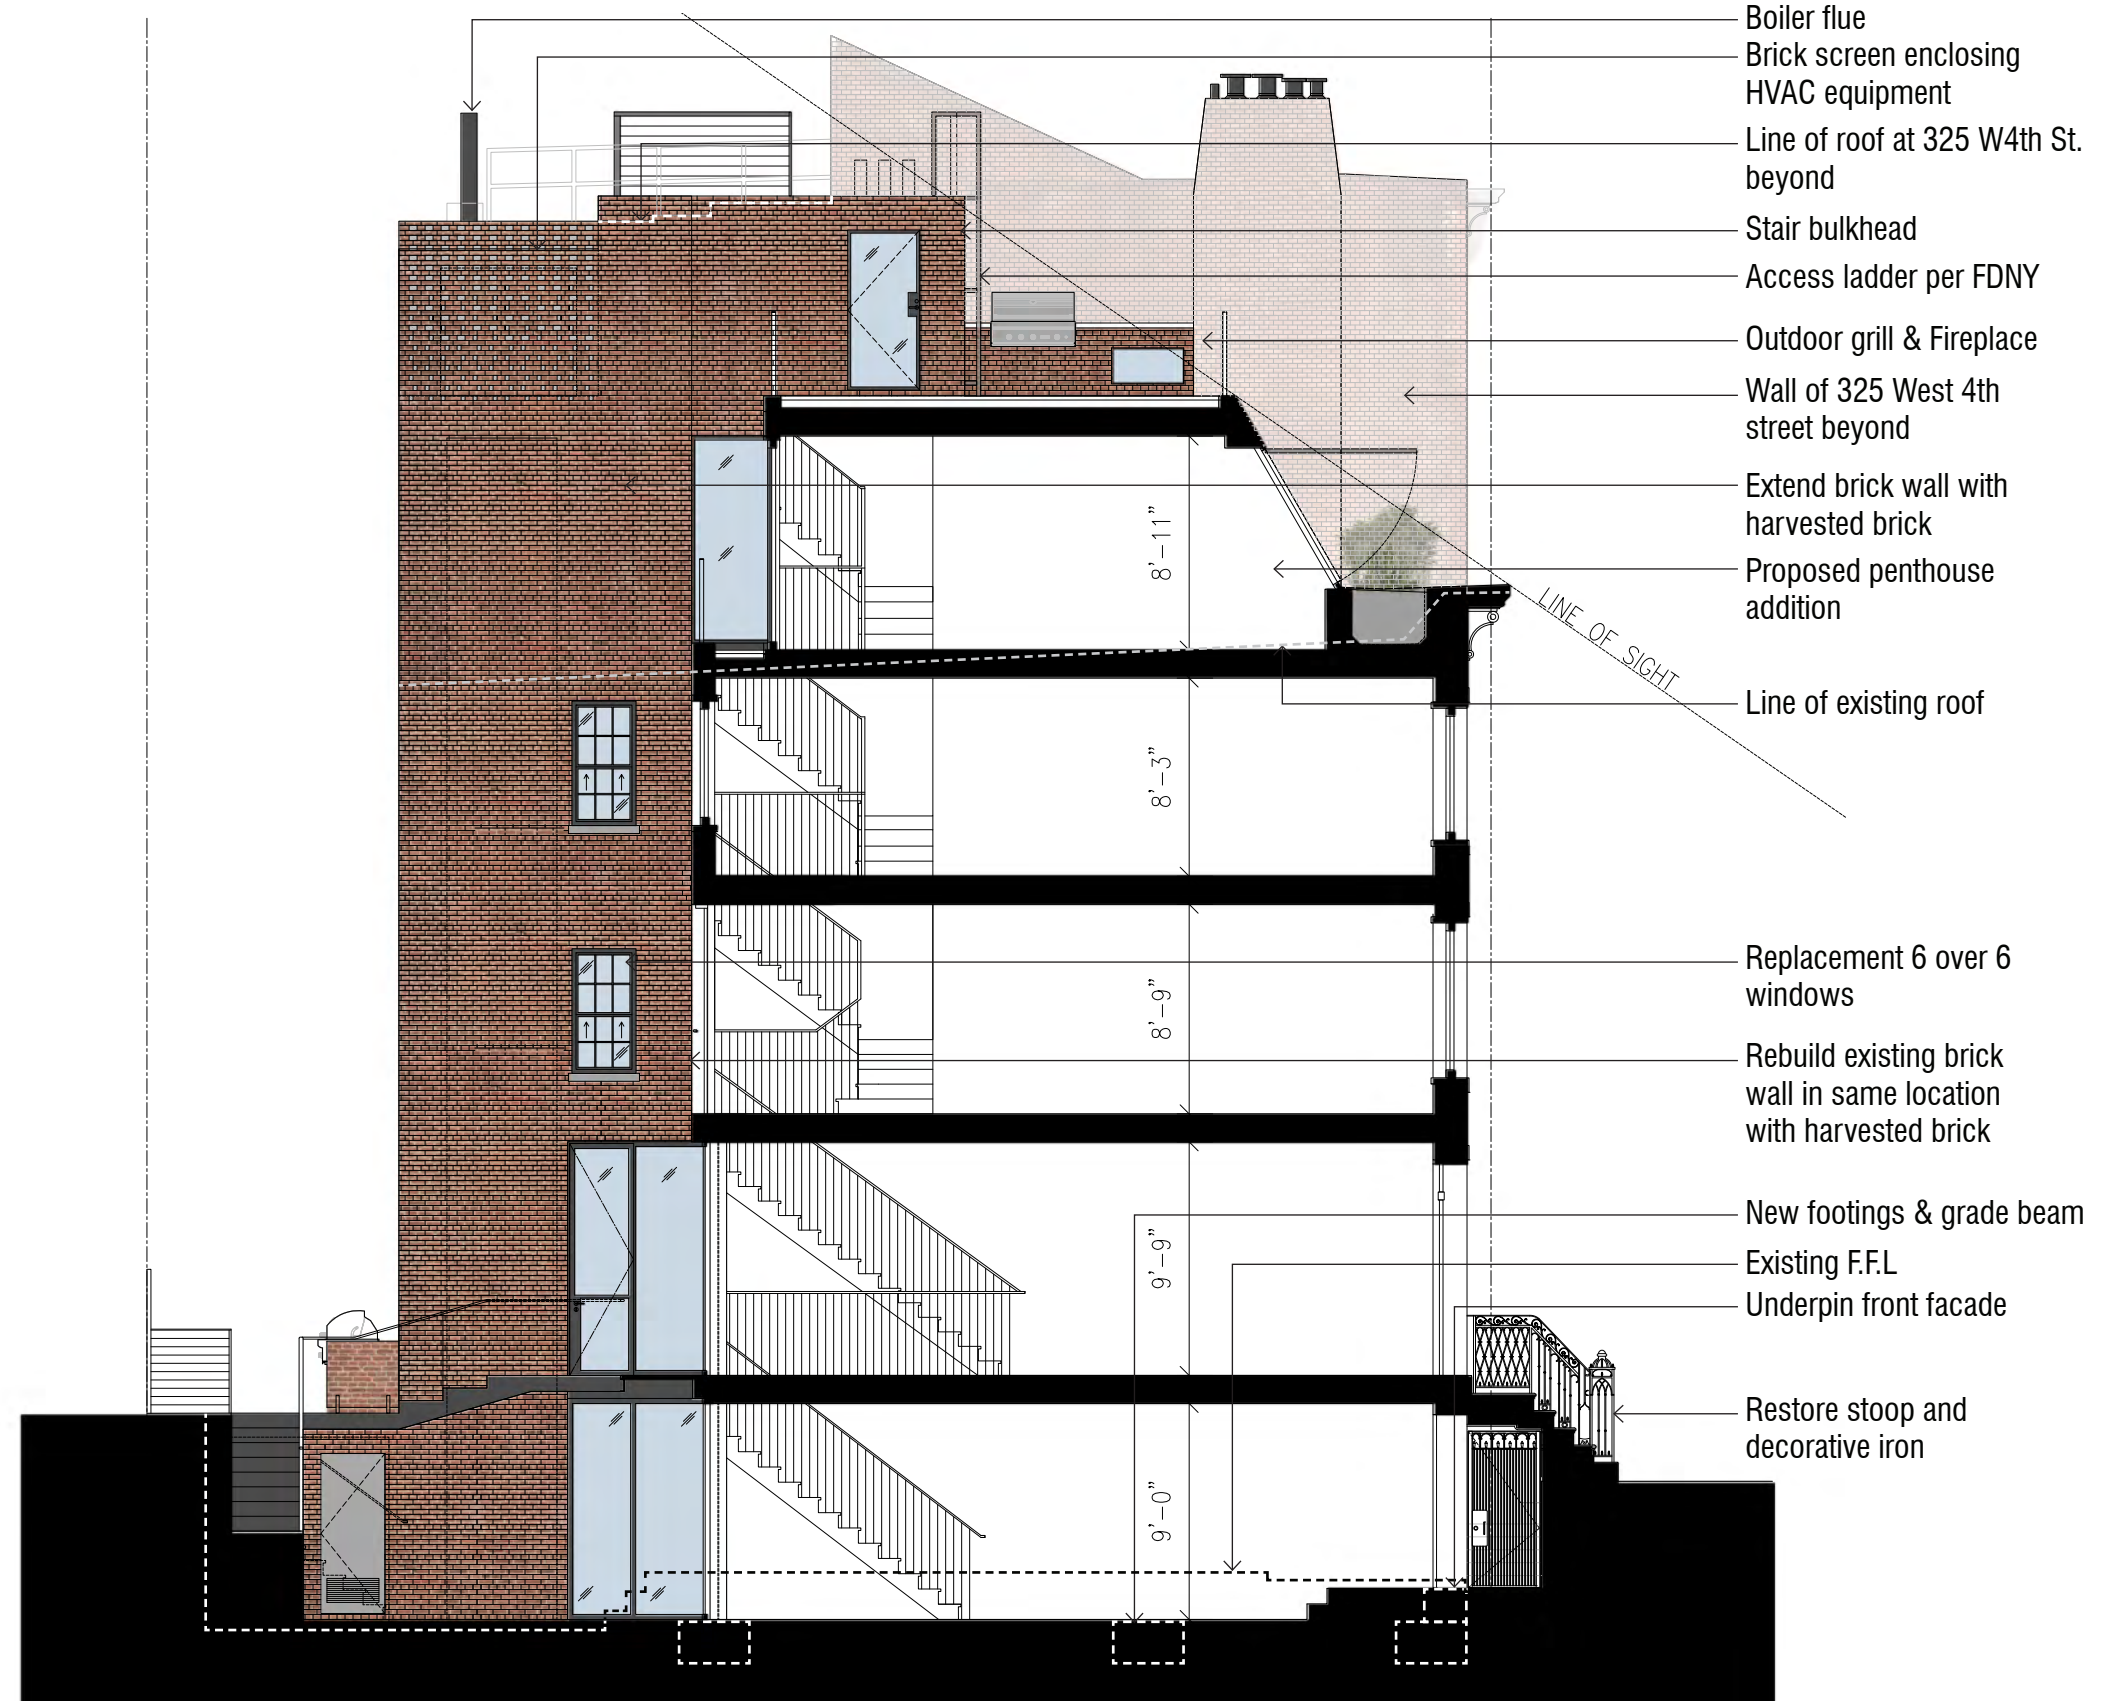 Boiler flue
Brick screen enclosing
HVAC equipment
Line of roof at 325 W4th St.
beyond
Stair bulkhead
Access ladder per FDNY
Outdoor grill & Fireplace
Wall of 325 West 4th
street beyond
Extend brick wall with
harvested brick
Proposed penthouse
addition
LINE OF SIGHT
Line of existing roof
Replacement 6 over 6
windows
Rebuild existing brick
wall in same location
with harvested brick
New footings & grade beam
Existing F.F.L
Underpin front facade
Restore stoop and
decorative iron
8'-11"
8'-3"
8'-9"
9'-9"
9'-0"